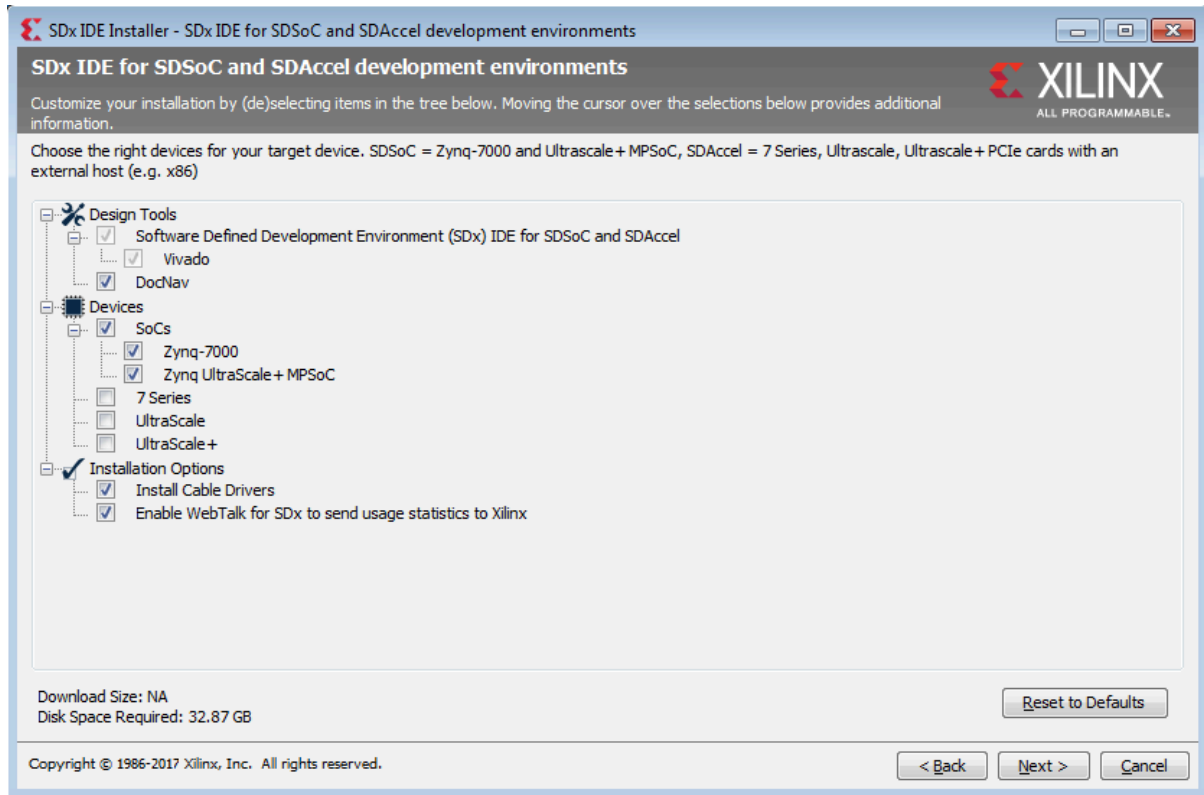 SDx IDE Installer - SDx IDE for SDSoC and SDAccel development environments
SDx IDE for SDSoC and SDAccel development environments
Customize your installation by (de)selecting items in the tree below. Moving the cursor over the selections below provides additional
information.
XILINX
ALL PROGRAMMABLE™
Choose the right devices for your target device. SDSoC = Zynq-7000 and Ultrascale+ MPSoC, SDAccel = 7 Series, Ultrascale, Ultrascale+ PCIe cards with an
external host (e.g. x86)
Design Tools
Software Defined Development Environment (SDx) IDE for SDSoC and SDAccel
Vivado
DocNav
Devices
SoCs
Zynq-7000
Zynq UltraScale+ MPSoC
7 Series
UltraScale
UltraScale+
Installation Options
Install Cable Drivers
Enable WebTalk for SDx to send usage statistics to Xilinx
Download Size: NA
Disk Space Required: 32.87 GB
Reset to Defaults
Copyright © 1986-2017 Xilinx, Inc. All rights reserved.
< Back
Next >
Cancel